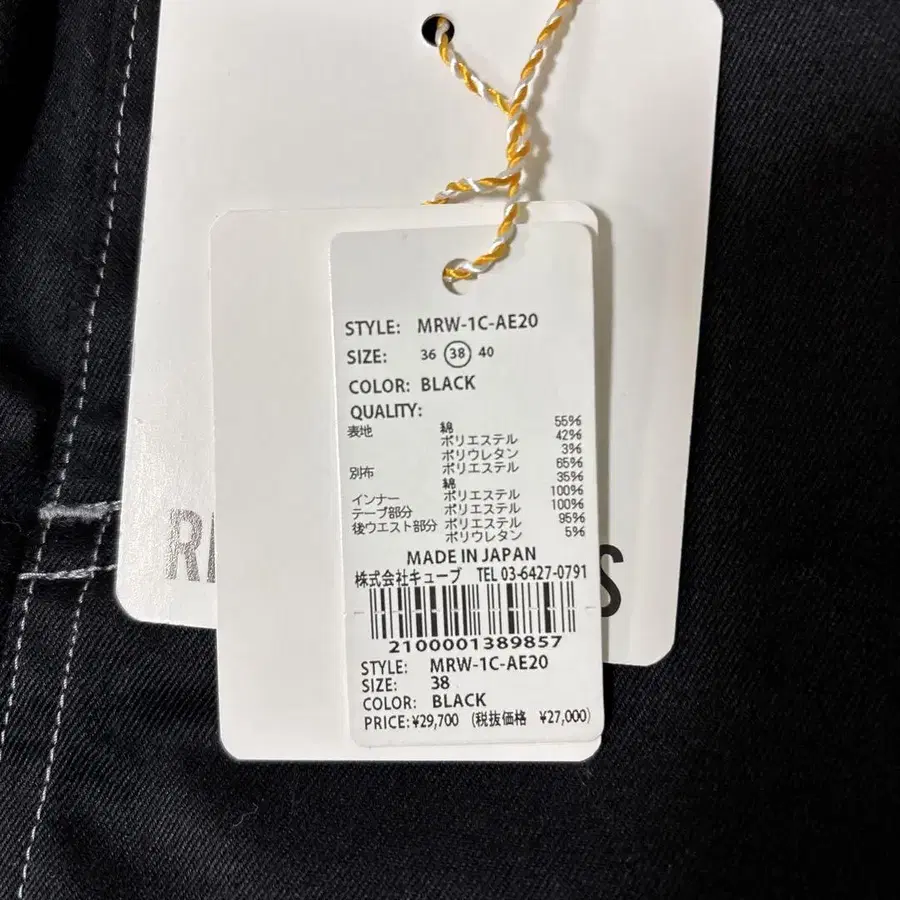 STYLE: MRW-1C-AE20
SIZE: 36 38 40
COLOR: BLACK
QUALITY:
表地 綿 55%
ポリエステル 42%
ポリウレタン 3%
別布 ポリエステル 65%
綿 35%
インナー ポリエステル 100%
テープ部分 ポリエステル 100%
後ウエスト部分 ポリエステル 95%
ポリウレタン 5%
MADE IN JAPAN
株式会社キューブ TEL 03-6427-0791
2100001389857
STYLE: MRW-1C-AE20
SIZE: 38
COLOR: BLACK
PRICE:¥29,700 (税抜価格 ¥27,000)